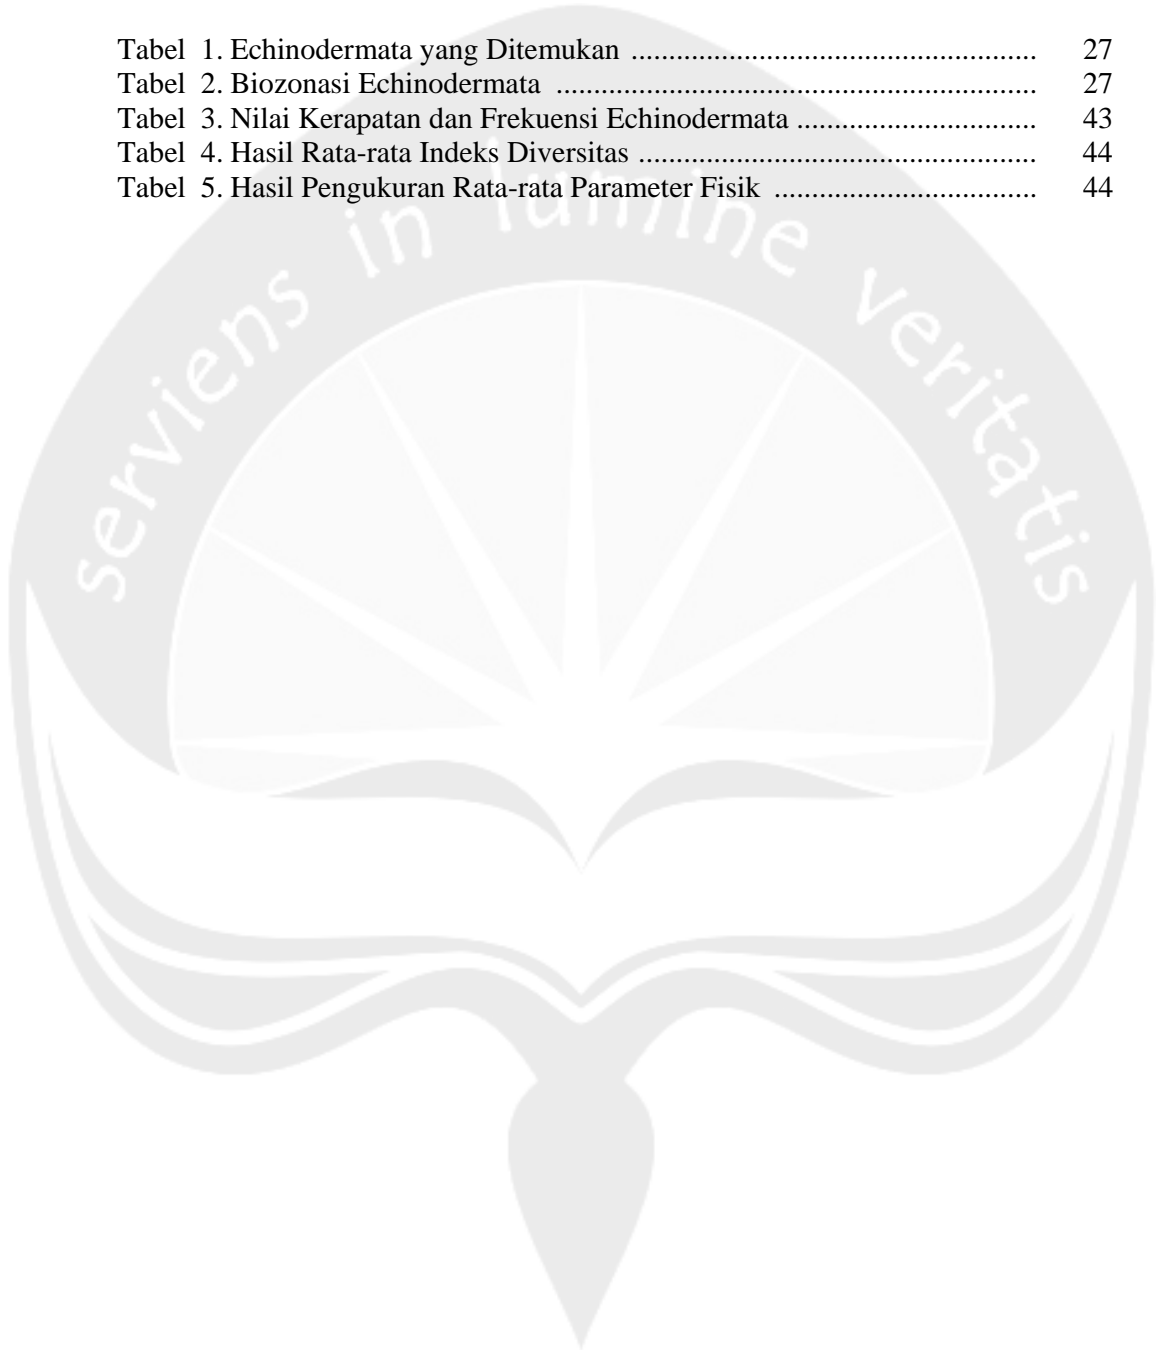 Tabel 1. Echinodermata yang Ditemukan ...................................................... 27
Tabel 2. Biozonasi Echinodermata ................................................................ 27
Tabel 3. Nilai Kerapatan dan Frekuensi Echinodermata ................................ 43
Tabel 4. Hasil Rata-rata Indeks Diversitas ..................................................... 44
Tabel 5. Hasil Pengukuran Rata-rata Parameter Fisik ................................... 44
serviens in lumine veritatis